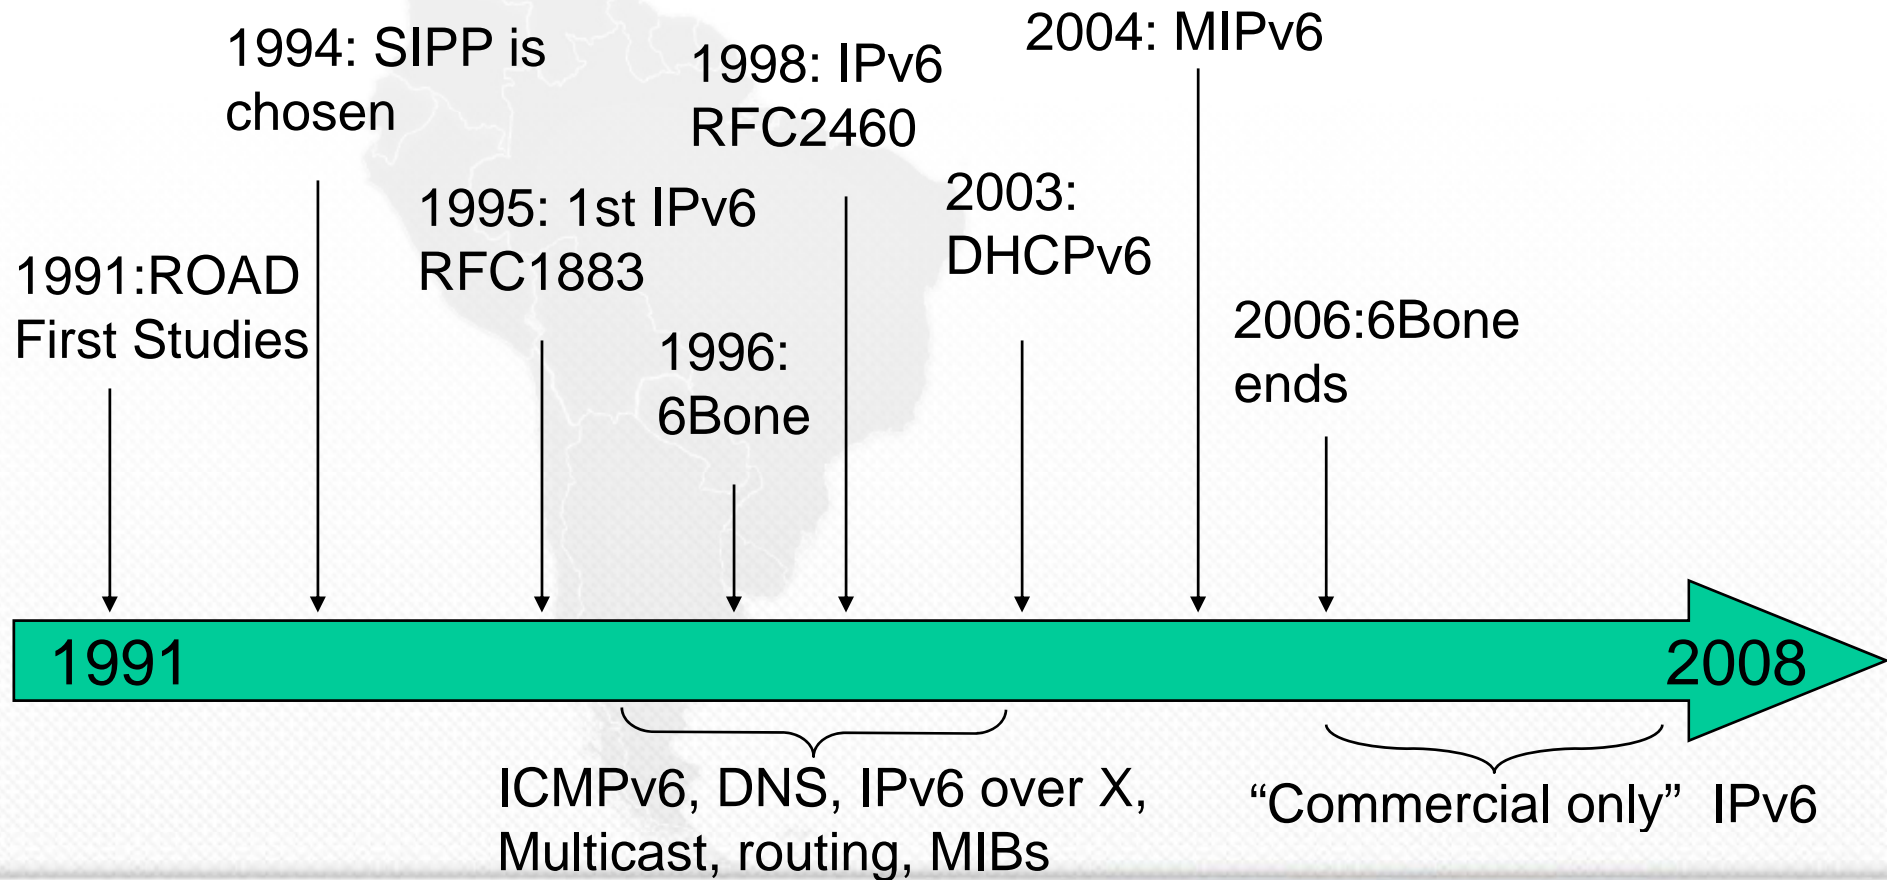 1991:ROAD
First Studies
1994: SIPP is
chosen
1995: 1st IPv6
RFC1883
1996:
6Bone
1998: IPv6
RFC2460
2003:
DHCPv6
2004: MIPv6
2006:6Bone
ends
1991
2008
ICMPv6, DNS, IPv6 over X,
Multicast, routing, MIBs
“Commercial only” IPv6